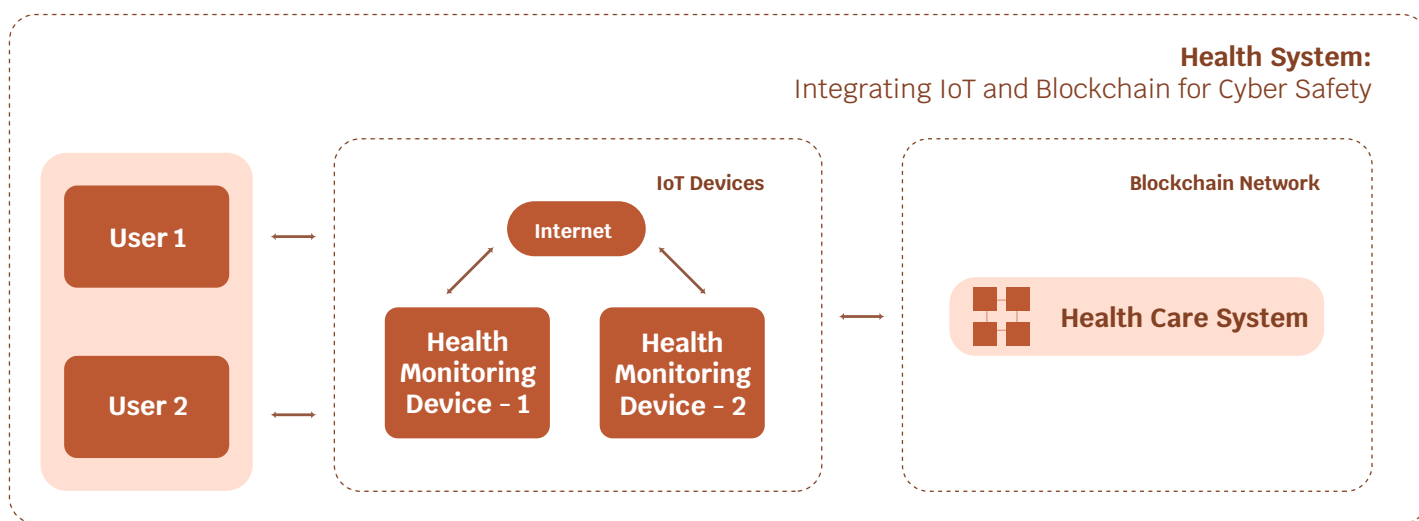 Health System:
Integrating IoT and Blockchain for Cyber Safety
User 1
User 2
IoT Devices
Internet
Health
Monitoring
Device - 1
Health
Monitoring
Device - 2
Blockchain Network
Health Care System